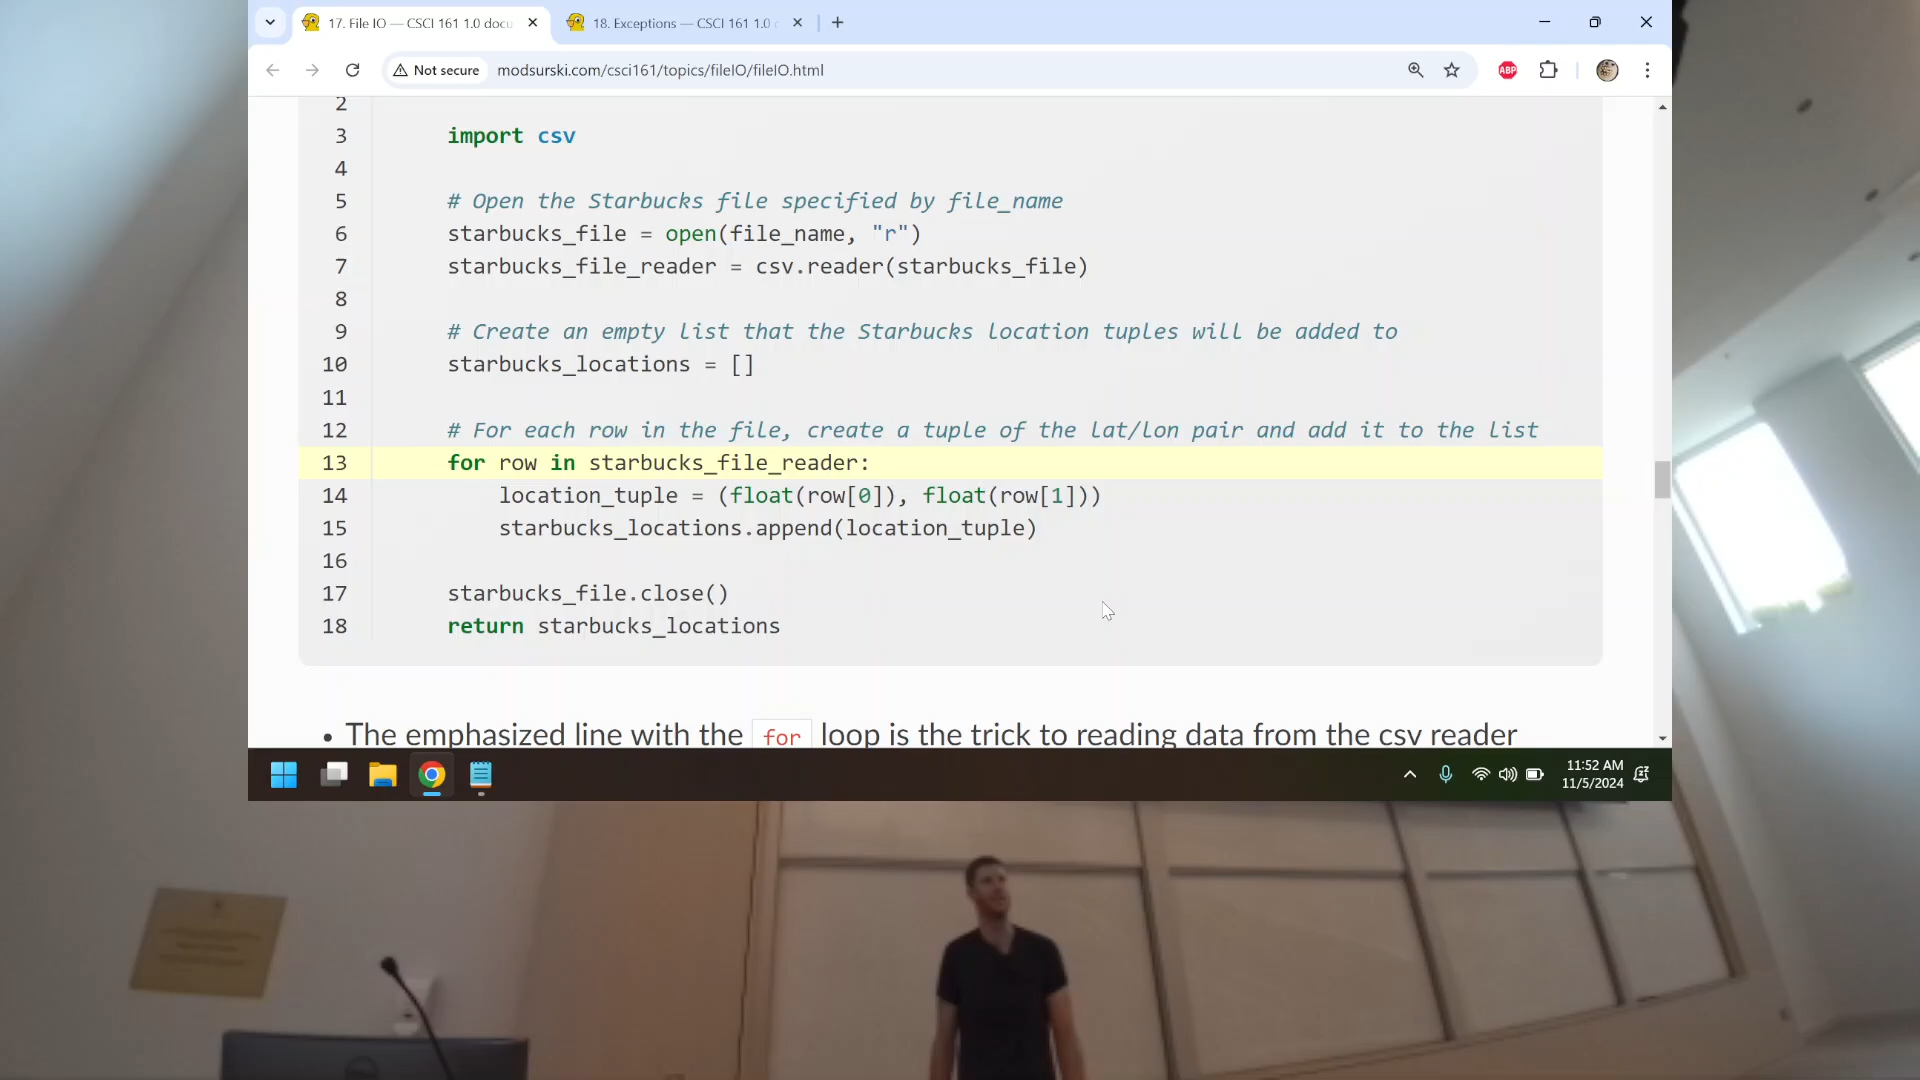 17. File IO — CSCI 161 1.0 docu
18. Exceptions — CSCI 161 1.0
Not secure
modsurski.com/csci161/topics/fileIO/fileIO.html
ABP
2
3 import csv
4
5 # Open the Starbucks file specified by file_name
6 starbucks_file = open(file_name, "r")
7 starbucks_file_reader = csv.reader(starbucks_file)
8
9 # Create an empty list that the Starbucks location tuples will be added to
10 starbucks_locations = []
11
12 # For each row in the file, create a tuple of the lat/lon pair and add it to the list
13 for row in starbucks_file_reader:
14 location_tuple = (float(row[0]), float(row[1]))
15 starbucks_locations.append(location_tuple)
16
17 starbucks_file.close()
18 return starbucks_locations
• The emphasized line with the for loop is the trick to reading data from the csv reader
11:52 AM
11/5/2024